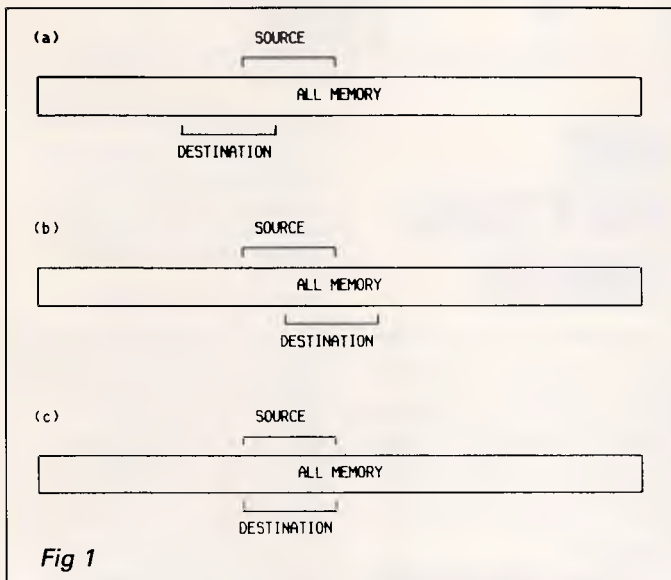 (a) SOURCE
ALL MEMORY
DESTINATION
(b) SOURCE
ALL MEMORY
DESTINATION
(c) SOURCE
ALL MEMORY
DESTINATION
Fig 1